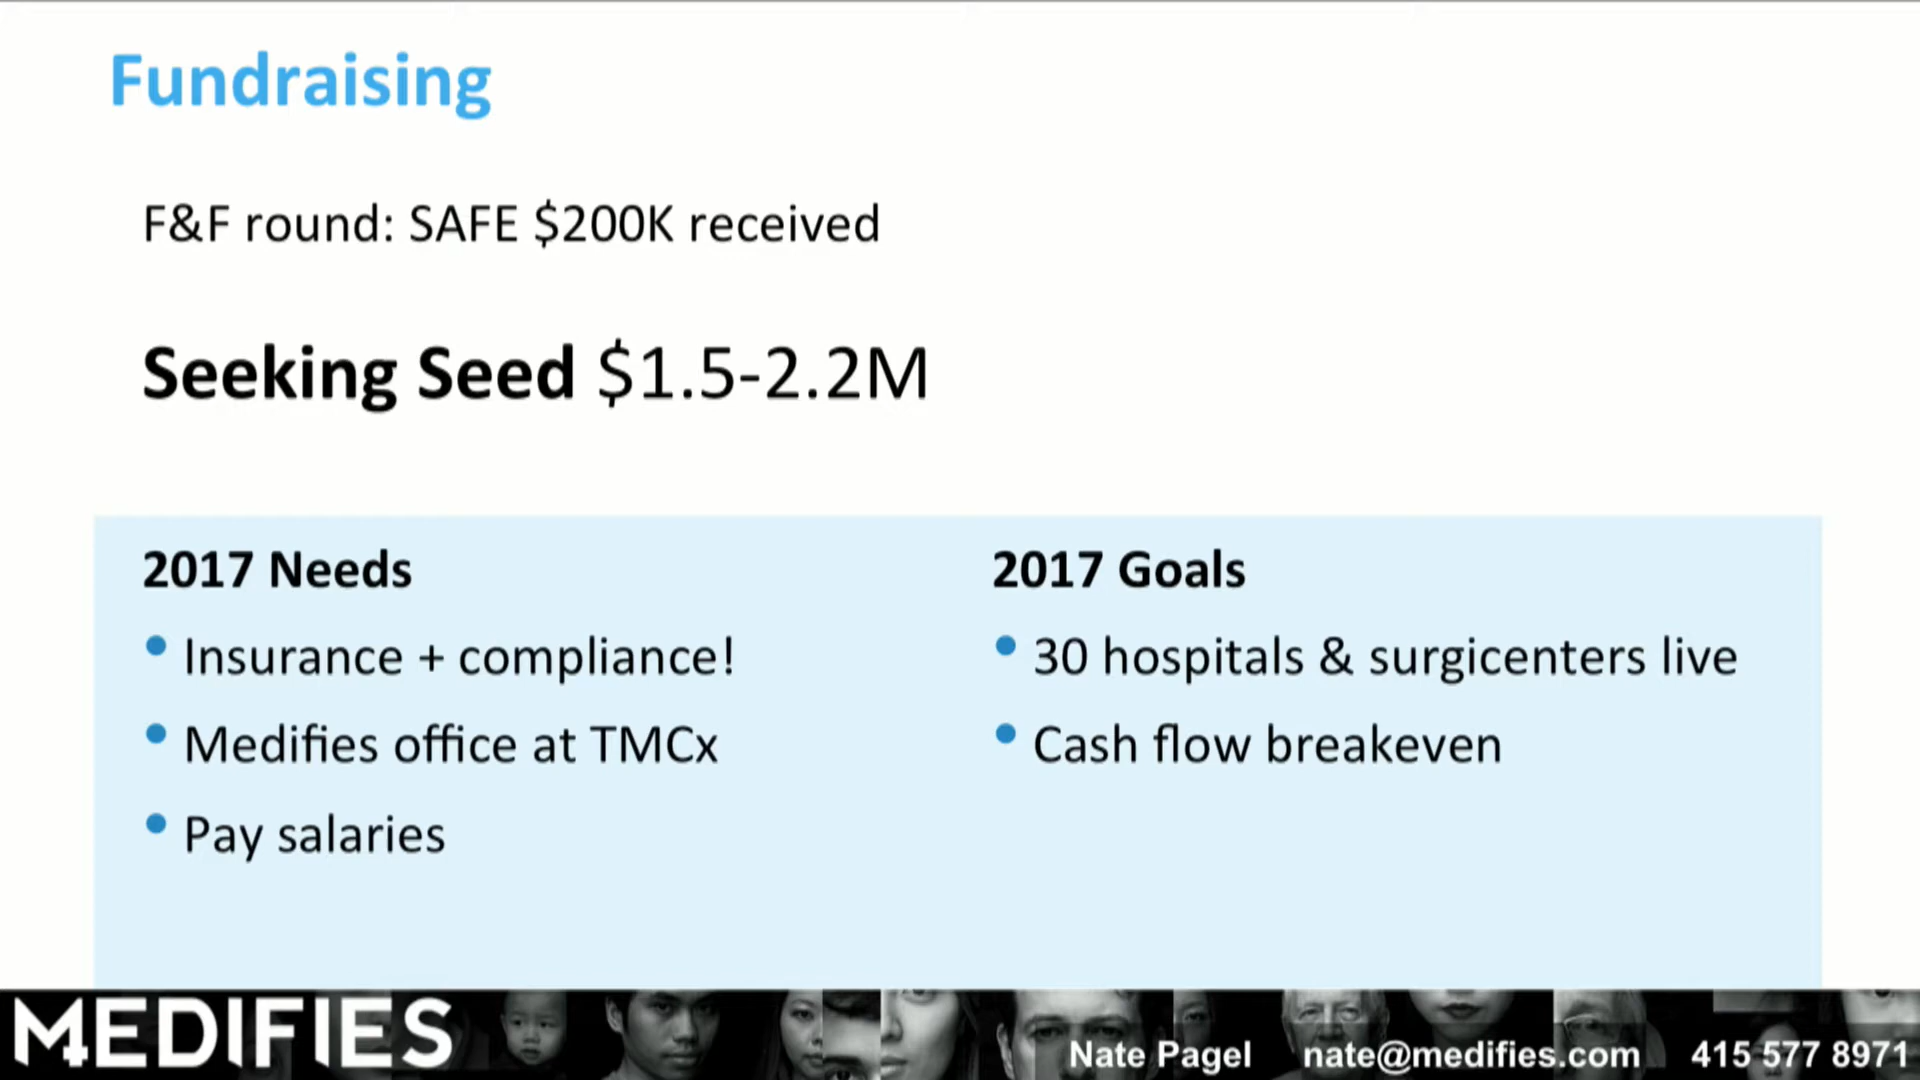 Fundraising
F&F round: SAFE $200K received
Seeking Seed $1.5-2.2M
2017 Needs
• Insurance + compliance!
• Medifies office at TMCx
• Pay salaries
2017 Goals
• 30 hospitals & surgicenters live
• Cash flow breakeven
MEDIFIES
Nate Pagel nate@medifies.com 415 577 8971